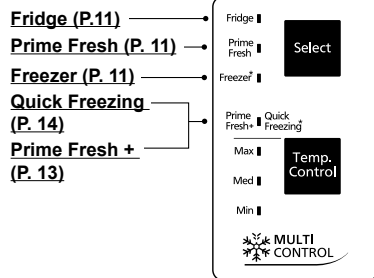 Fridge (P.11)
Prime Fresh (P. 11)
Freezer (P. 11)
Quick Freezing
(P. 14)
Prime Fresh +
(P. 13)
Fridge
Prime
Fresh
Freezer*
Select
Prime
Fresh+
Quick
Freezing*
Max
Med
Min
Temp.
Control
MULTI
CONTROL